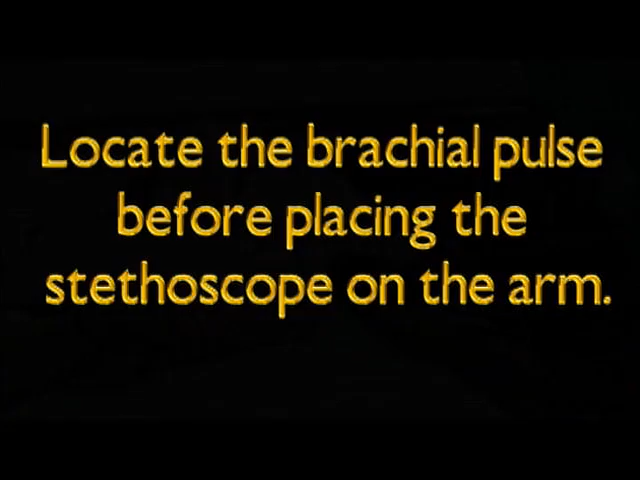 Locate the brachial pulse
before placing the
stethoscope on the arm.